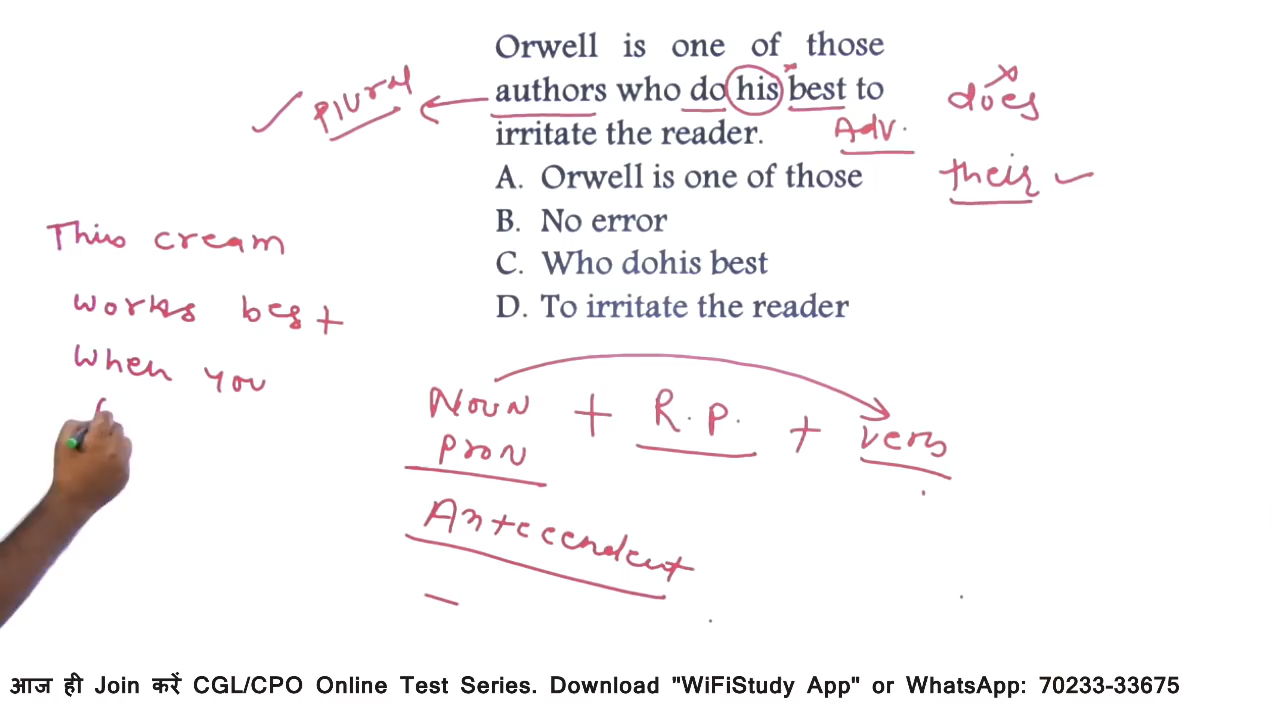 Orwell is one of those
authors who do his best to
irritate the reader.
A. Orwell is one of those
B. No error
C. Who dohis best
D. To irritate the reader
Plural
Adv.
does
their
This cream
works best
when you
Noun + R.P. + verb
Pron
Antecendent
आज ही Join करें CGL/CPO Online Test Series. Download "WiFiStudy App" or WhatsApp: 70233-33675